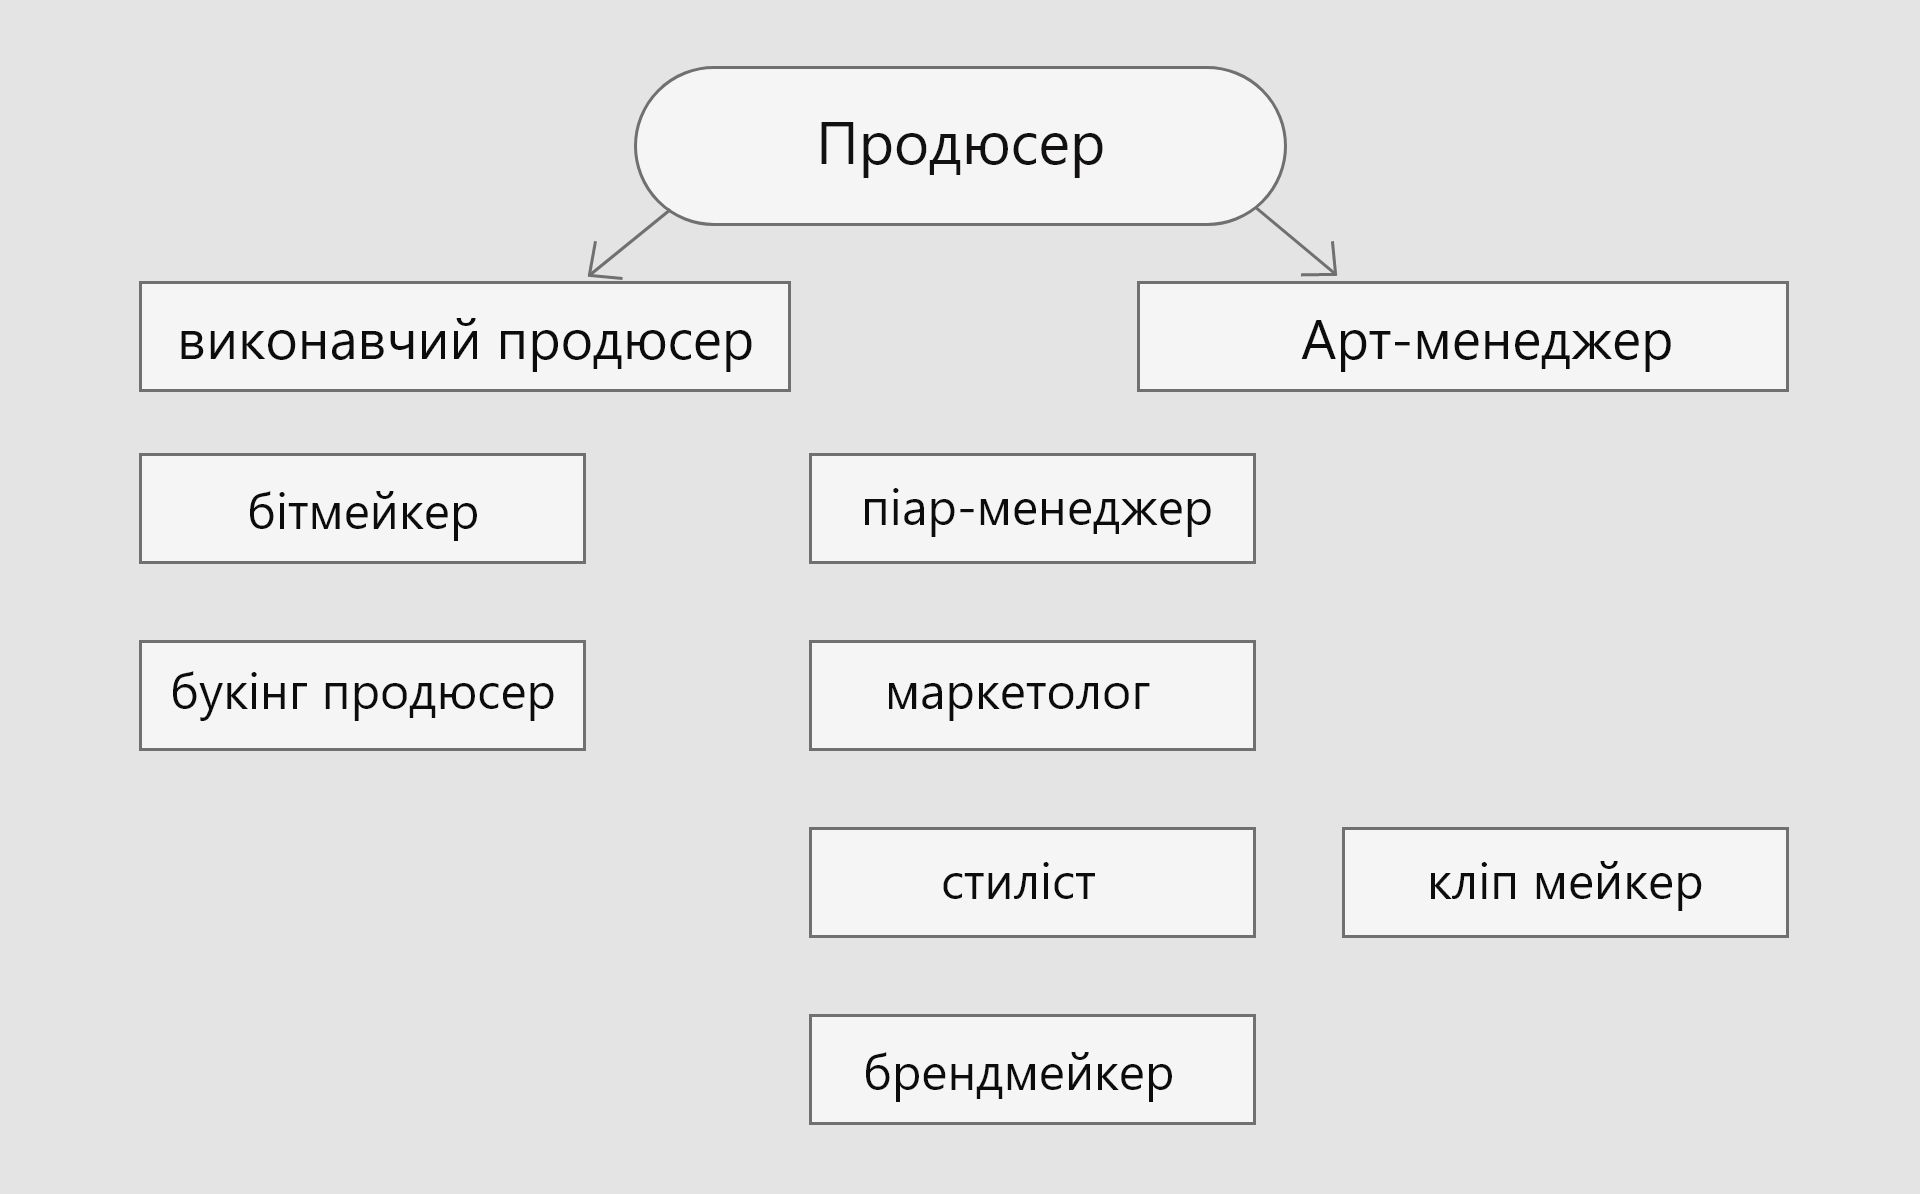 Продюсер
виконавчий продюсер
Арт-менеджер
бітмейкер
піар-менеджер
букінг продюсер
маркетолог
стиліст
кліп мейкер
брендмейкер